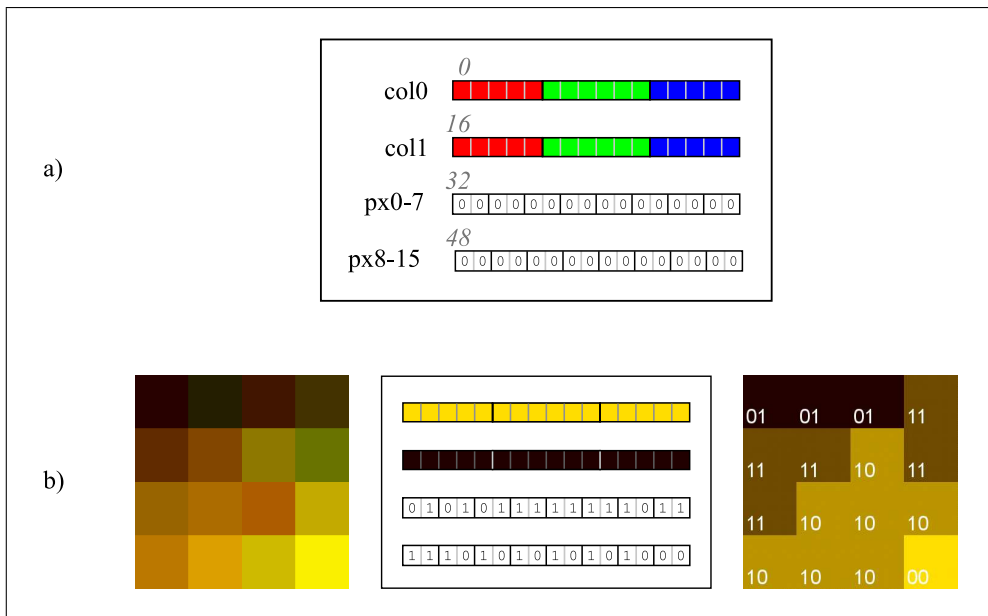 a)
0
col0
16
col1
32
px0-7 0 0 0 0 0 0 0 0 0 0 0 0 0 0 0 0
48
px8-15 0 0 0 0 0 0 0 0 0 0 0 0 0 0 0 0
b)
0 1 0 1 0 1 1 1 1 1 1 1 1 0 1 1
1 1 1 0 1 0 1 0 1 0 1 0 1 0 0 0
01 01 01 11
11 11 10 11
11 10 10 10
10 10 10 00